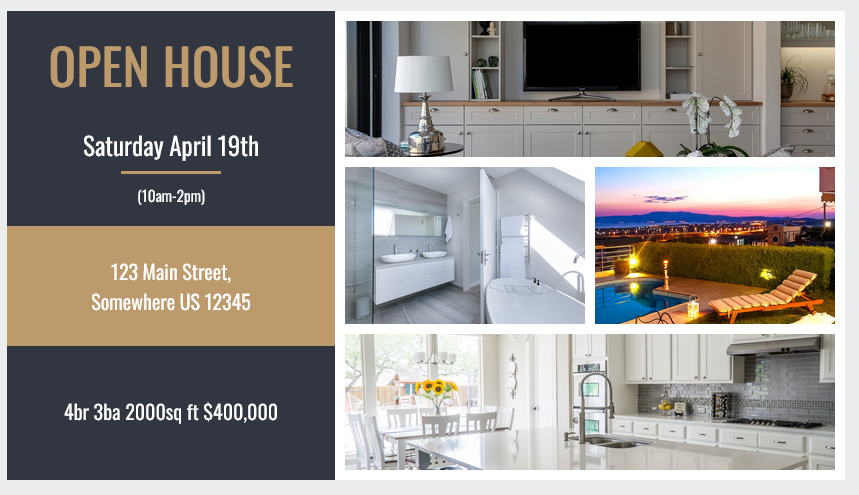 OPEN HOUSE
Saturday April 19th
(10am-2pm)
123 Main Street,
Somewhere US 12345
4br 3ba 2000sq ft $400,000